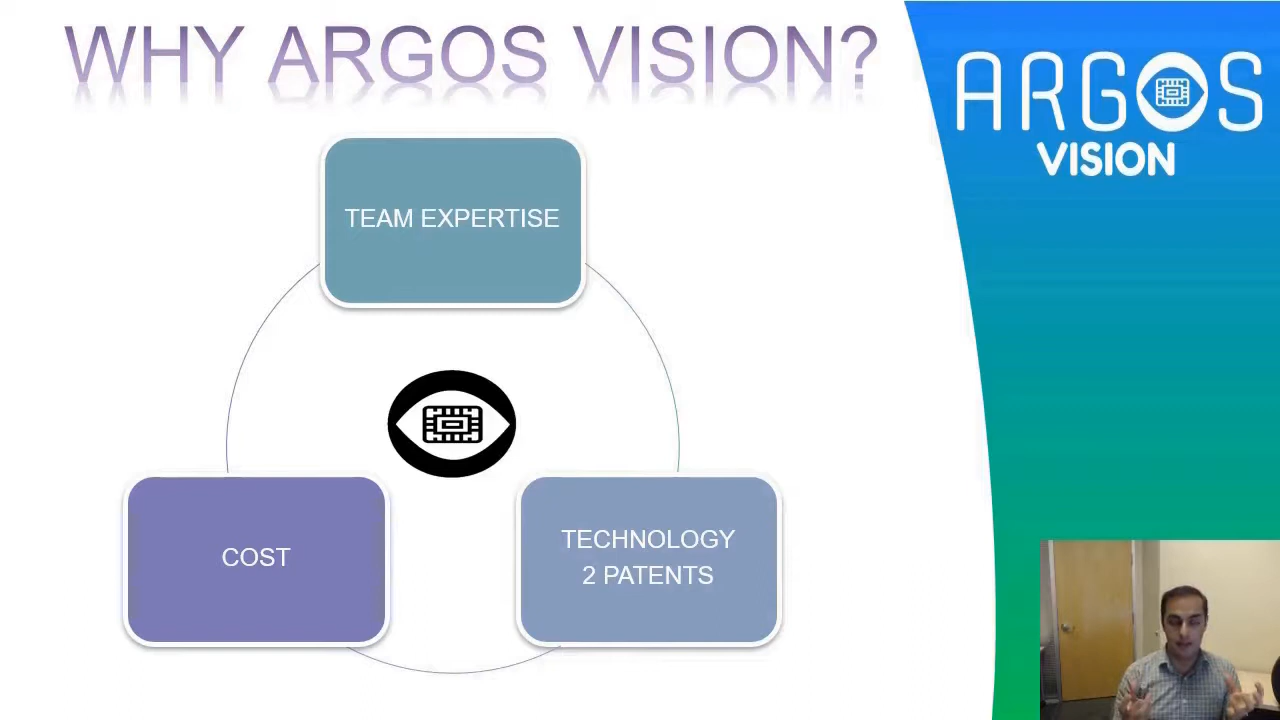 WHY ARGOS VISION?
ARGOS
VISION
TEAM EXPERTISE
COST
TECHNOLOGY
2 PATENTS